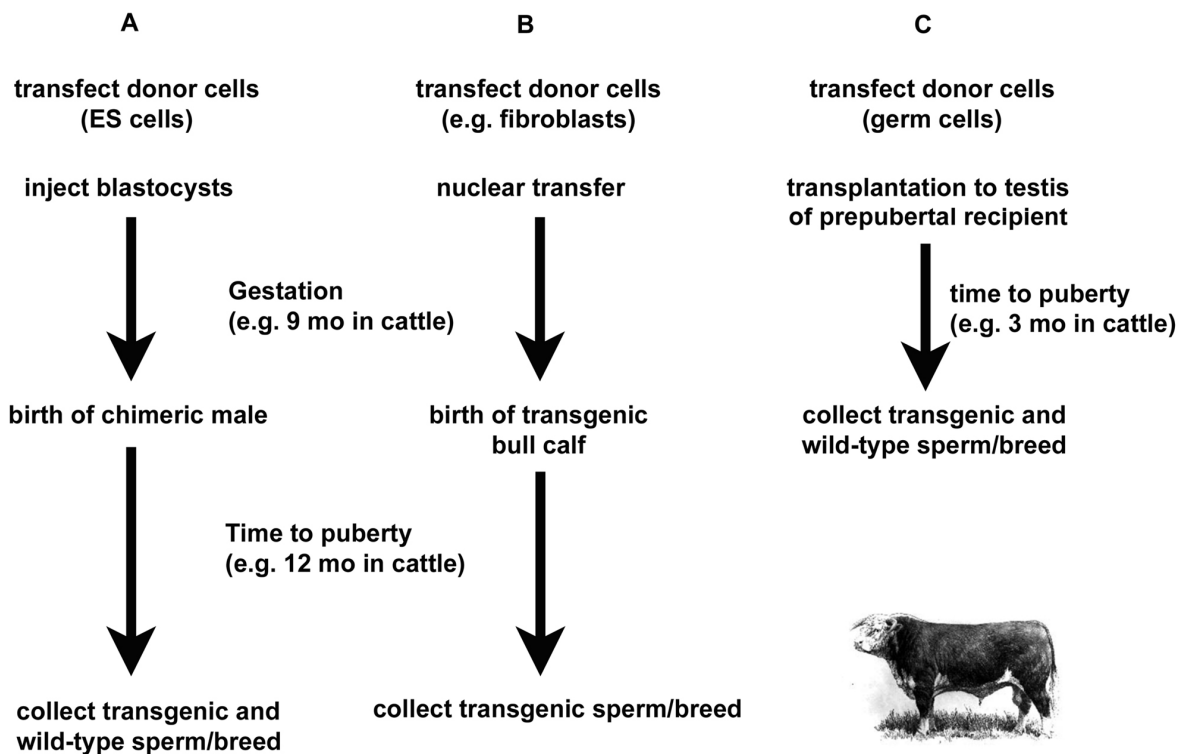 A
transfect donor cells
(ES cells)
inject blastocysts
Gestation
(e.g. 9 mo in cattle)
birth of chimeric male
Time to puberty
(e.g. 12 mo in cattle)
collect transgenic and
wild-type sperm/breed
B
transfect donor cells
(e.g. fibroblasts)
nuclear transfer
birth of transgenic
bull calf
collect transgenic sperm/breed
C
transfect donor cells
(germ cells)
transplantation to testis
of prepubertal recipient
time to puberty
(e.g. 3 mo in cattle)
collect transgenic and
wild-type sperm/breed